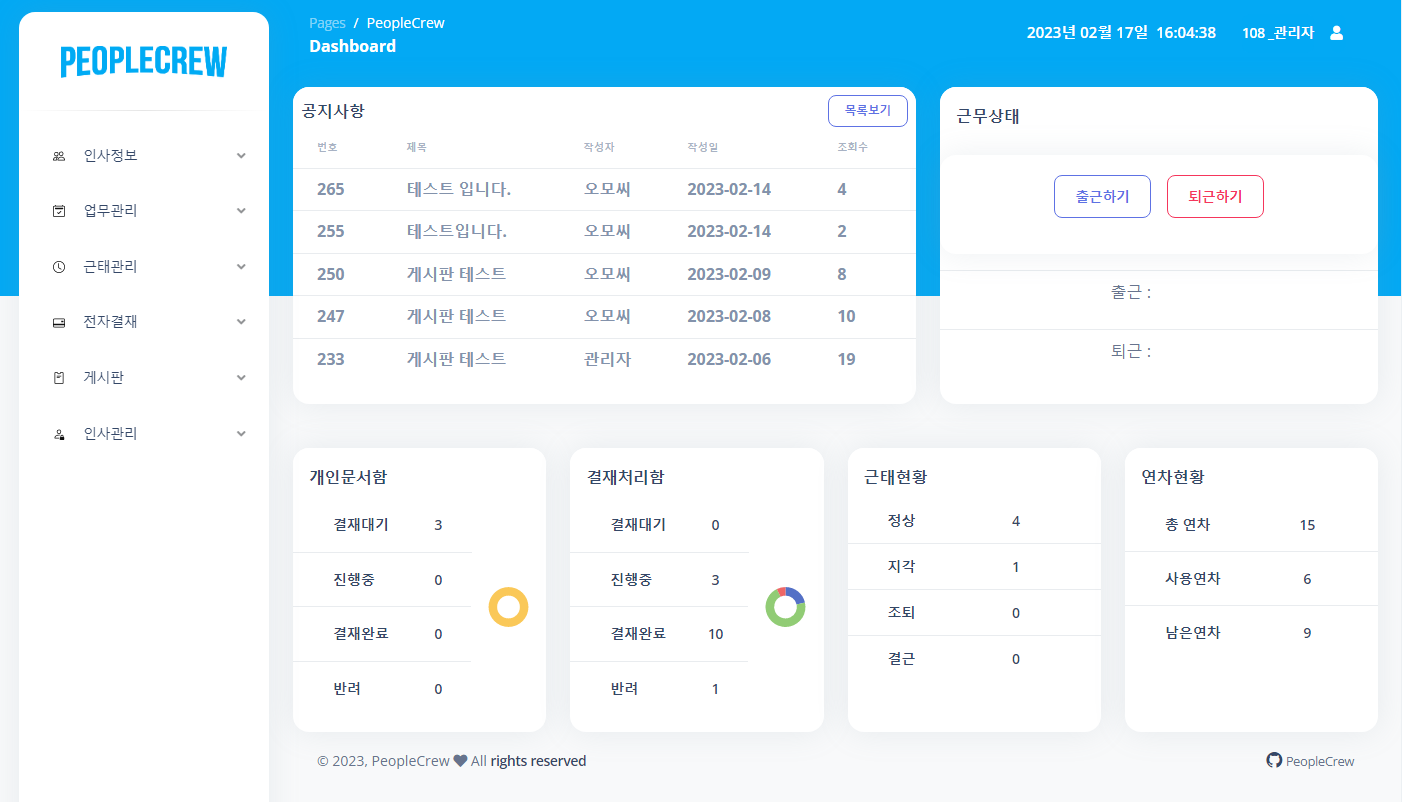 PEOPLECREW
인사정보
업무관리
근태관리
전자결재
게시판
인사관리
Pages / PeopleCrew
Dashboard
2023년 02월 17일 16:04:38 108 _관리자
공지사항 목록보기
번호 제목 작성자 작성일 조회수
265 테스트 입니다. 오모씨 2023-02-14 4
255 테스트입니다. 오모씨 2023-02-14 2
250 게시판 테스트 오모씨 2023-02-09 8
247 게시판 테스트 오모씨 2023-02-08 10
233 게시판 테스트 관리자 2023-02-06 19
근무상태
출근하기 퇴근하기
출근 :
퇴근 :
개인문서함
결재대기 3
진행중 0
결재완료 0
반려 0
결재처리함
결재대기 0
진행중 3
결재완료 10
반려 1
근태현황
정상 4
지각 1
조퇴 0
결근 0
연차현황
총 연차 15
사용연차 6
남은연차 9
© 2023, PeopleCrew All rights reserved
PeopleCrew